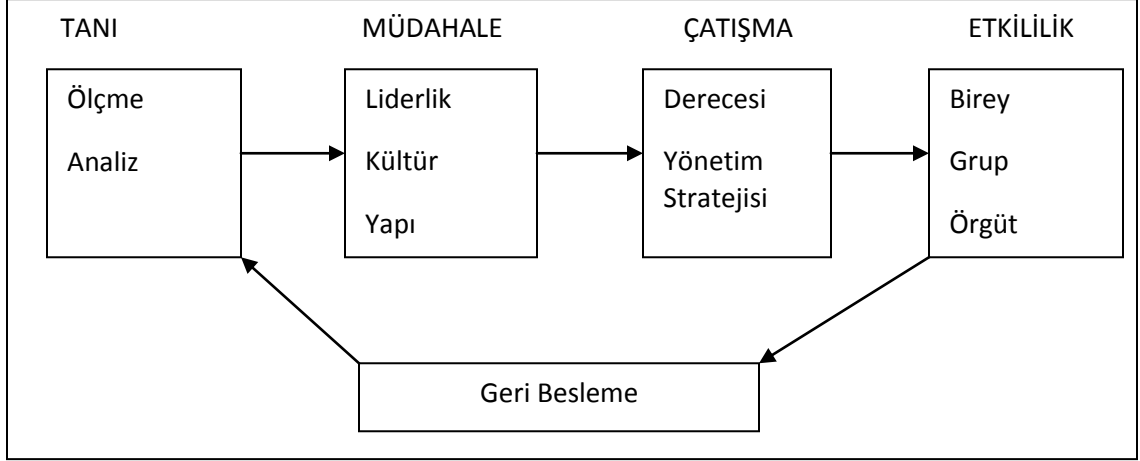 TANI
MÜDAHALE
ÇATIŞMA
ETKİLİLİK
Ölçme
Analiz
Liderlik
Kültür
Yapı
Derecesi
Yönetim
Stratejisi
Birey
Grup
Örgüt
Geri Besleme